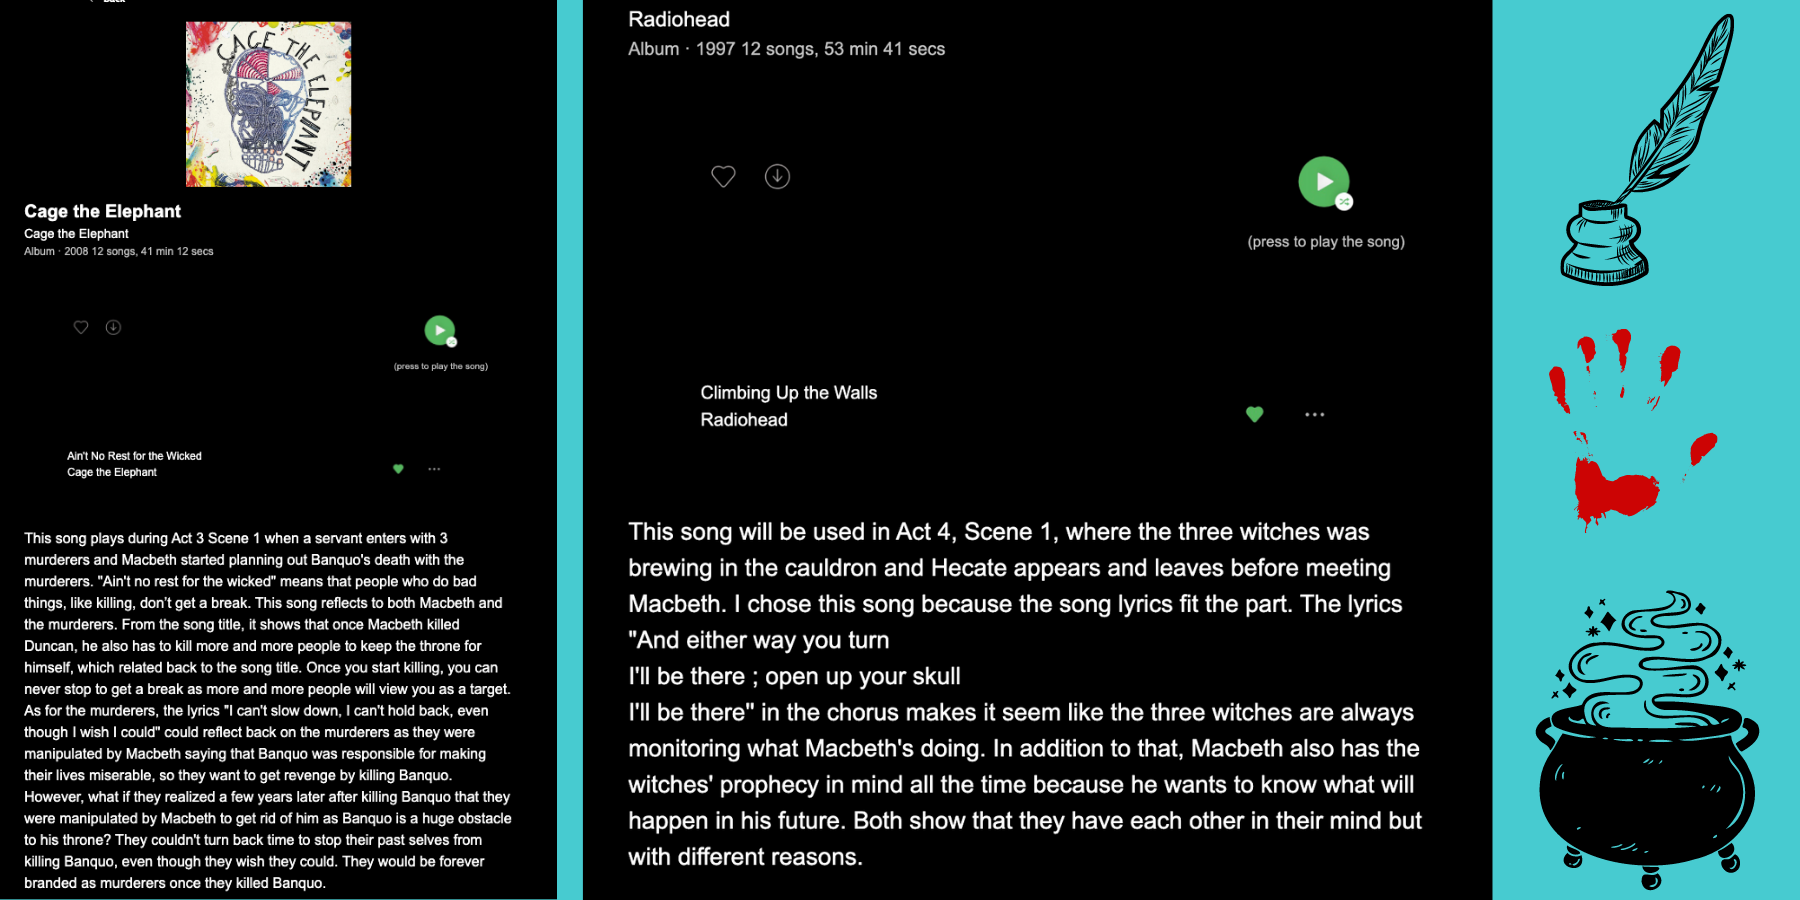 Back
CAGE THE ELEPHANT
Cage the Elephant
Cage the Elephant
Album · 2008 12 songs, 41 min 12 secs
(press to play the song)
Ain't No Rest for the Wicked
Cage the Elephant
This song plays during Act 3 Scene 1 when a servant enters with 3
murderers and Macbeth started planning out Banquo's death with the
murderers. "Ain't no rest for the wicked" means that people who do bad
things, like killing, don't get a break. This song reflects to both Macbeth and
the murderers. From the song title, it shows that once Macbeth killed
Duncan, he also has to kill more and more people to keep the throne for
himself, which related back to the song title. Once you start killing, you can
never stop to get a break as more and more people will view you as a target.
As for the murderers, the lyrics "I can't slow down, I can't hold back, even
though I wish I could" could reflect back on the murderers as they were
manipulated by Macbeth saying that Banquo was responsible for making
their lives miserable, so they want to get revenge by killing Banquo.
However, what if they realized a few years later after killing Banquo that they
were manipulated by Macbeth to get rid of him as Banquo is a huge obstacle
to his throne? They couldn't turn back time to stop their past selves from
killing Banquo, even though they wish they could. They would be forever
branded as murderers once they killed Banquo.
Radiohead
Album · 1997 12 songs, 53 min 41 secs
(press to play the song)
Climbing Up the Walls
Radiohead
This song will be used in Act 4, Scene 1, where the three witches was
brewing in the cauldron and Hecate appears and leaves before meeting
Macbeth. I chose this song because the song lyrics fit the part. The lyrics
"And either way you turn
I'll be there ; open up your skull
I'll be there" in the chorus makes it seem like the three witches are always
monitoring what Macbeth's doing. In addition to that, Macbeth also has the
witches' prophecy in mind all the time because he wants to know what will
happen in his future. Both show that they have each other in their mind but
with different reasons.